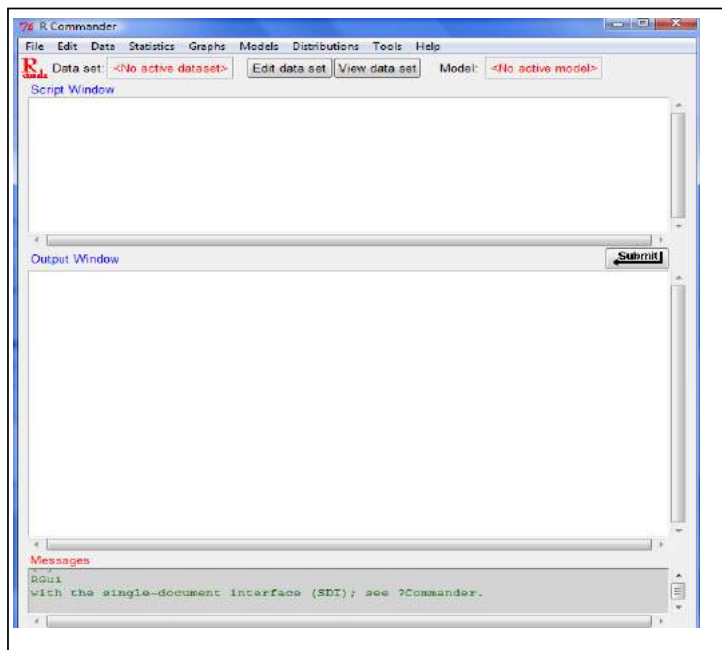 R Commander
File Edit Data Statistics Graphs Models Distributions Tools Help
R Data set: <No active dataset> Edit data set View data set Model: <No active model>
Script Window
Output Window Submit
Messages
RGui
with the single-document interface (SDI); see ?Commander.